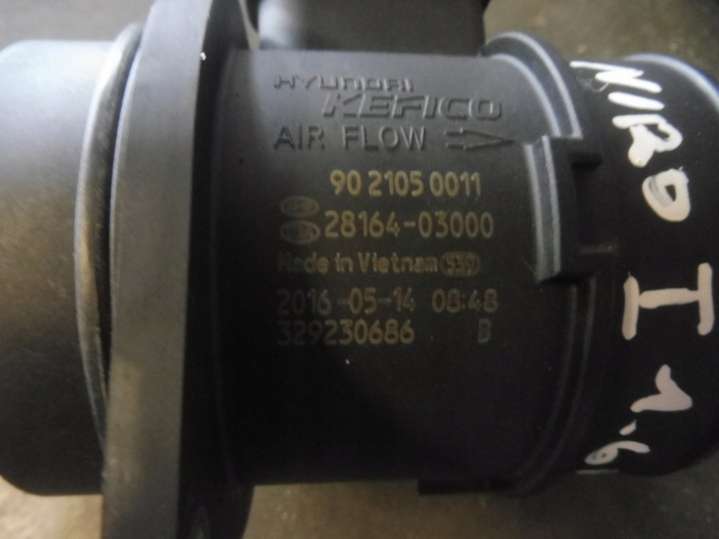 HYUNDAI
KEFICO
AIR FLOW
90 2105 0011
28164-03000
Made in Vietnam 539
2016-05-14 08:48
329230686 B
NIRO I 1.6